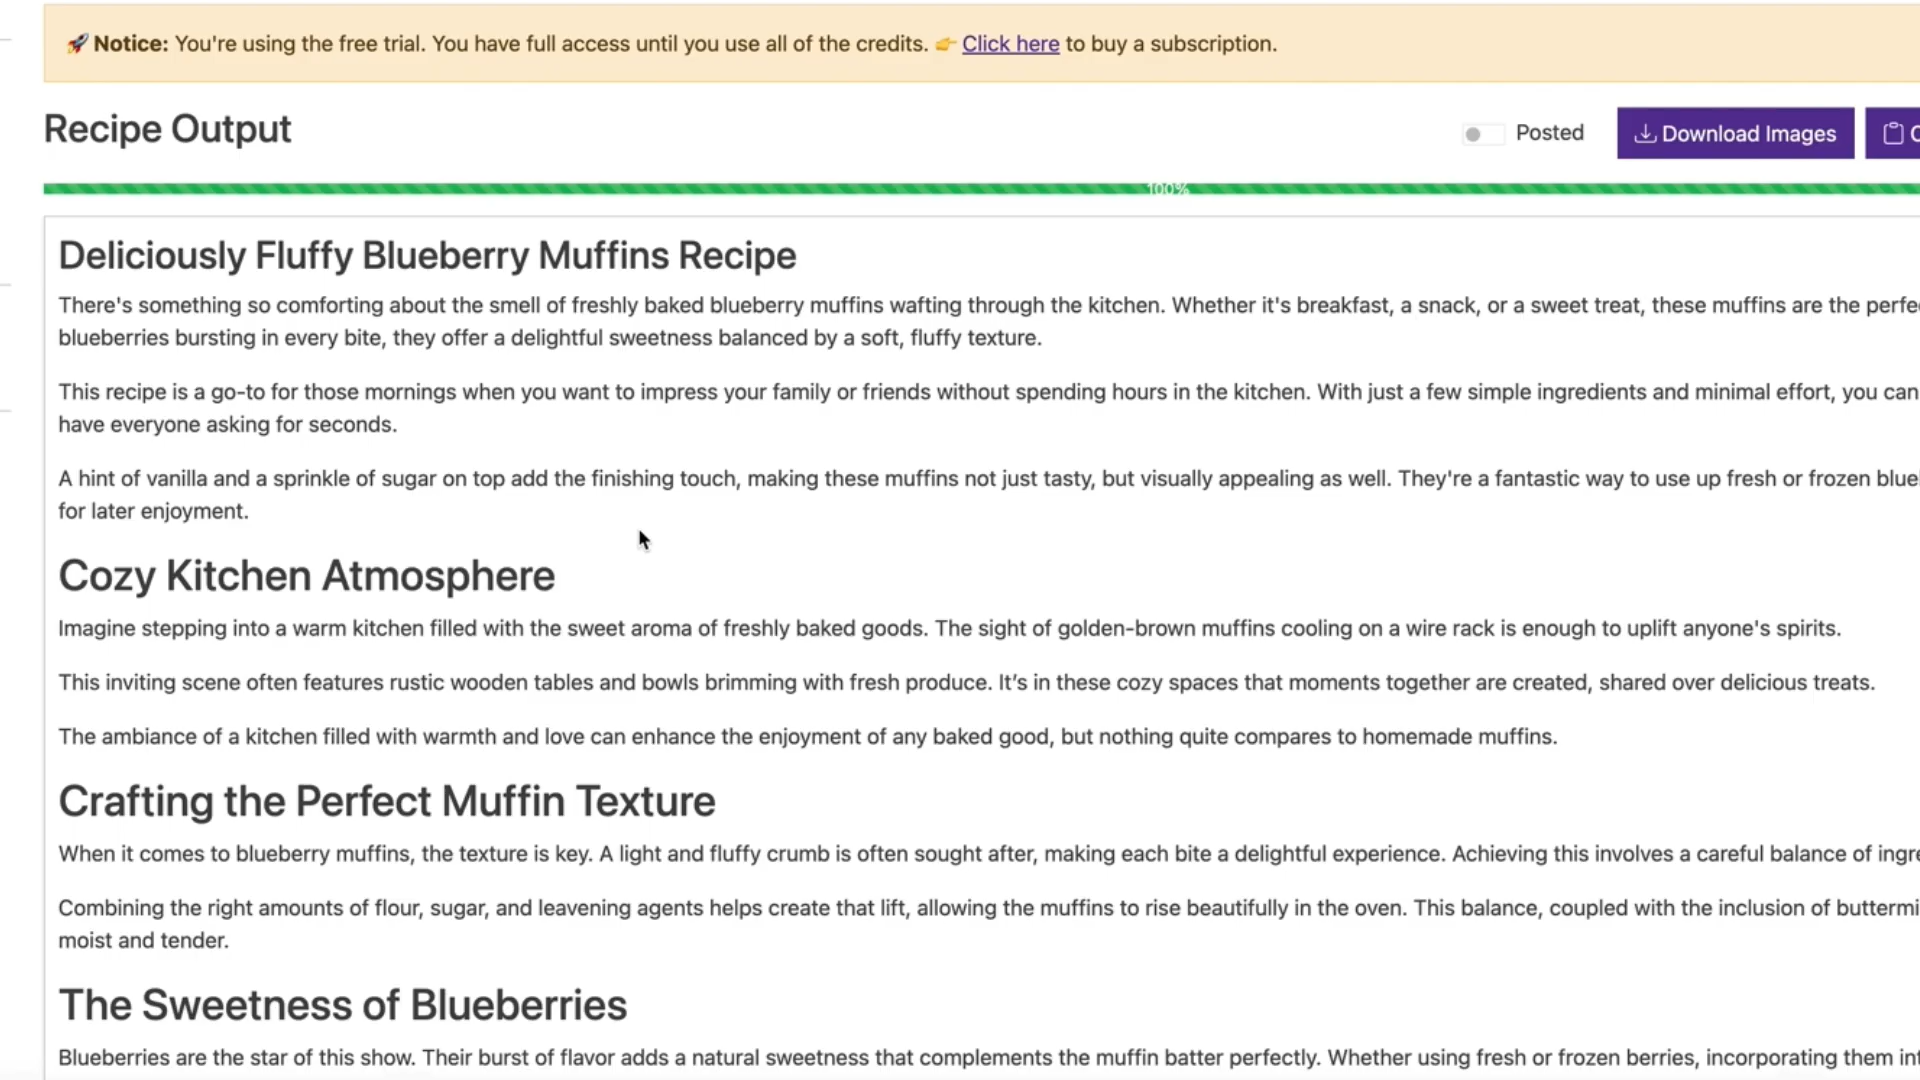 🚀 Notice: You're using the free trial. You have full access until you use all of the credits. 👉 Click here to buy a subscription.
Recipe Output
Posted
Download Images
100%
Deliciously Fluffy Blueberry Muffins Recipe
There's something so comforting about the smell of freshly baked blueberry muffins wafting through the kitchen. Whether it's breakfast, a snack, or a sweet treat, these muffins are the
blueberries bursting in every bite, they offer a delightful sweetness balanced by a soft, fluffy texture.
This recipe is a go-to for those mornings when you want to impress your family or friends without spending hours in the kitchen. With just a few simple ingredients and minimal effort, you can
have everyone asking for seconds.
A hint of vanilla and a sprinkle of sugar on top add the finishing touch, making these muffins not just tasty, but visually appealing as well. They're a fantastic way to use up fresh or frozen
for later enjoyment.
Cozy Kitchen Atmosphere
Imagine stepping into a warm kitchen filled with the sweet aroma of freshly baked goods. The sight of golden-brown muffins cooling on a wire rack is enough to uplift anyone's spirits.
This inviting scene often features rustic wooden tables and bowls brimming with fresh produce. It’s in these cozy spaces that moments together are created, shared over delicious treats.
The ambiance of a kitchen filled with warmth and love can enhance the enjoyment of any baked good, but nothing quite compares to homemade muffins.
Crafting the Perfect Muffin Texture
When it comes to blueberry muffins, the texture is key. A light and fluffy crumb is often sought after, making each bite a delightful experience. Achieving this involves a careful balance of
Combining the right amounts of flour, sugar, and leavening agents helps create that lift, allowing the muffins to rise beautifully in the oven. This balance, coupled with the inclusion of
moist and tender.
The Sweetness of Blueberries
Blueberries are the star of this show. Their burst of flavor adds a natural sweetness that complements the muffin batter perfectly. Whether using fresh or frozen berries, incorporating them